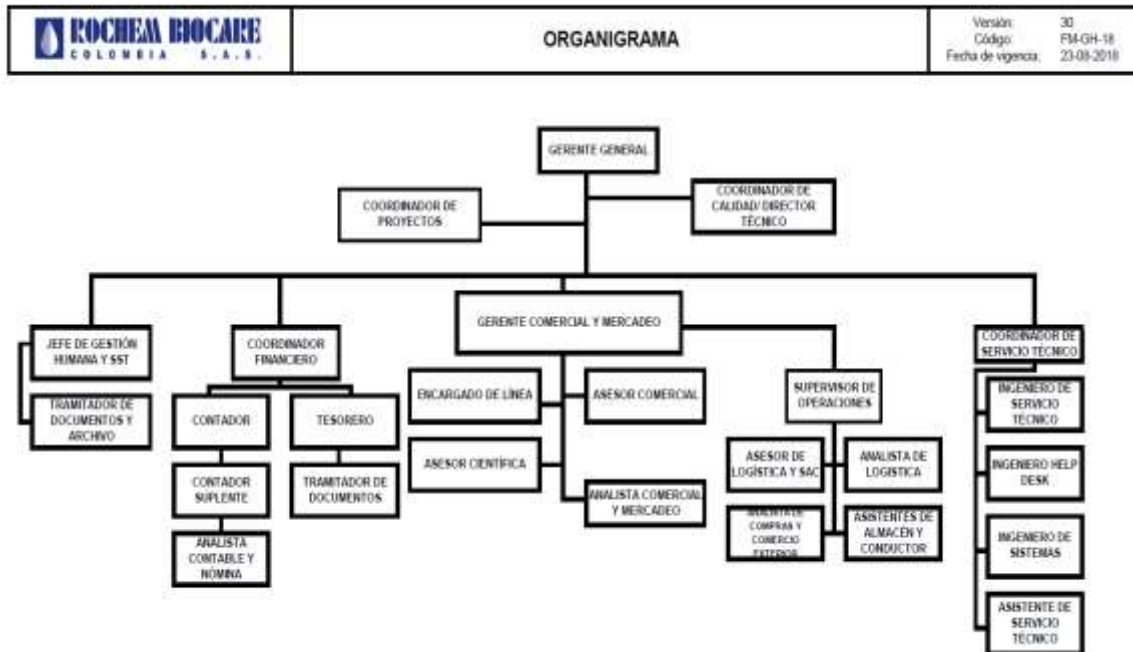 ROCHEM BIOCARE
COLOMBIA S.A.S.
ORGANIGRAMA
Versión: 30
Código: FM-GH-18
Fecha de vigencia: 23-08-2018
GERENTE GENERAL
COORDINADOR DE
PROYECTOS
COORDINADOR DE
CALIDAD/ DIRECTOR
TÉCNICO
JEFE DE GESTIÓN
HUMANA Y SST
COORDINADOR
FINANCIERO
GERENTE COMERCIAL Y MERCADEO
COORDINADOR DE
SERVICIO TÉCNICO
TRAMITADOR DE
DOCUMENTOS Y
ARCHIVO
CONTADOR
TESORERO
ENCARGADO DE LÍNEA
ASESOR COMERCIAL
SUPERVISOR DE
OPERACIONES
INGENIERO DE
SERVICIO
TÉCNICO
CONTADOR
SUPLENTE
TRAMITADOR DE
DOCUMENTOS
ASESOR CIENTÍFICA
ANALISTA COMERCIAL
Y MERCADEO
ASESOR DE
LOGÍSTICA Y SAC
ANALISTA DE
LOGISTICA
INGENIERO HELP
DESK
ANALISTA
CONTABLE Y
NÓMINA
ANALISTA DE
COMPRAS Y
COMERCIO
EXTERIOR
ASISTENTES DE
ALMACÉN Y
CONDUCTOR
INGENIERO DE
SISTEMAS
ASISTENTE DE
SERVICIO
TÉCNICO